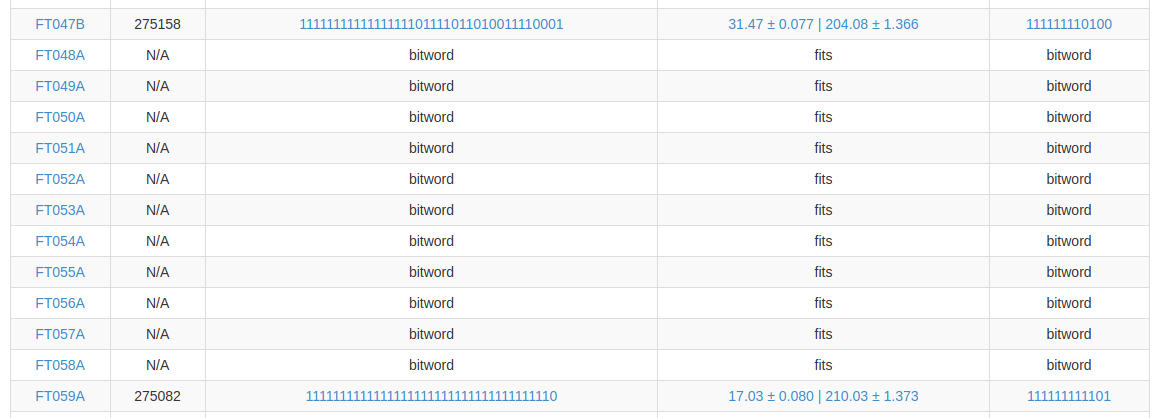 FT047B 275158 1111111111111111101111011010011110001 31.47 ± 0.077 | 204.08 ± 1.366 111111110100
FT048A N/A bitword fits bitword
FT049A N/A bitword fits bitword
FT050A N/A bitword fits bitword
FT051A N/A bitword fits bitword
FT052A N/A bitword fits bitword
FT053A N/A bitword fits bitword
FT054A N/A bitword fits bitword
FT055A N/A bitword fits bitword
FT056A N/A bitword fits bitword
FT057A N/A bitword fits bitword
FT058A N/A bitword fits bitword
FT059A 275082 1111111111111111111111111111111111110 17.03 ± 0.080 | 210.03 ± 1.373 111111111101